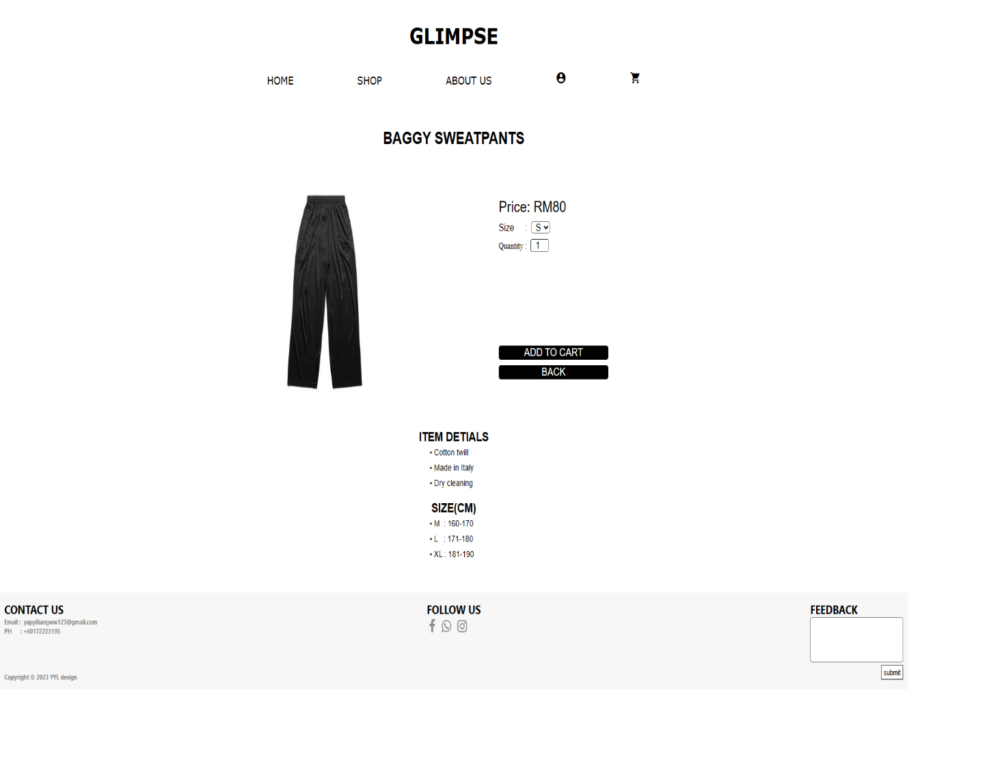 GLIMPSE
HOME SHOP ABOUT US
BAGGY SWEATPANTS
Price: RM80
Size : S
Quantity : 1
ADD TO CART
BACK
ITEM DETIALS
• Cotton twill
• Made in Italy
• Dry cleaning
SIZE(CM)
• M : 160-170
• L : 171-180
• XL : 181-190
CONTACT US
Email : yapyiliangww123@gmail.com
PH : +60172223195
Copyright © 2023 YYL design
FOLLOW US
FEEDBACK
submit